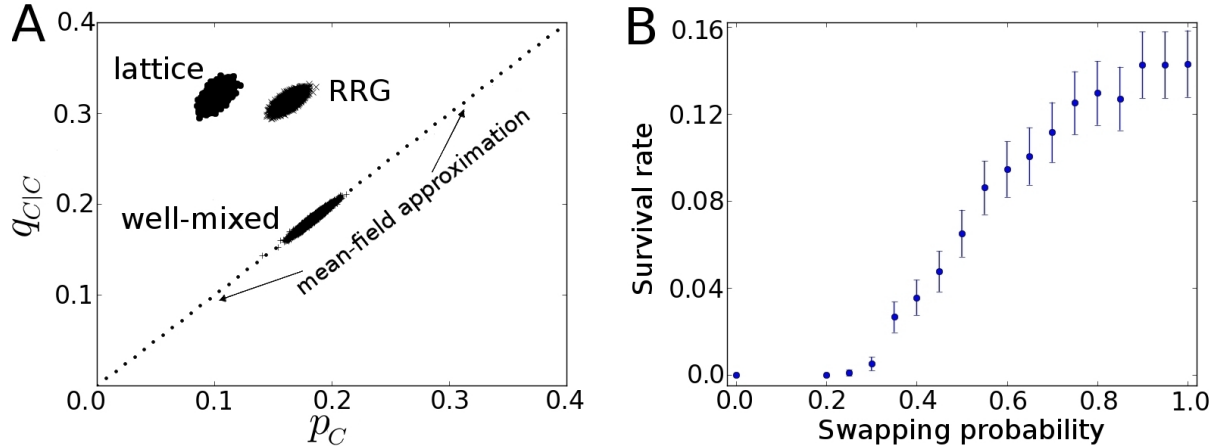 A
0.4
0.3
0.2
0.1
q_{C|C}
lattice
RRG
well-mixed
mean-field approximation
0.0
0.1
0.2
0.3
0.4
p_C
B
0.16
0.12
0.08
0.04
0.0
Survival rate
0.0
0.2
0.4
0.6
0.8
1.0
Swapping probability